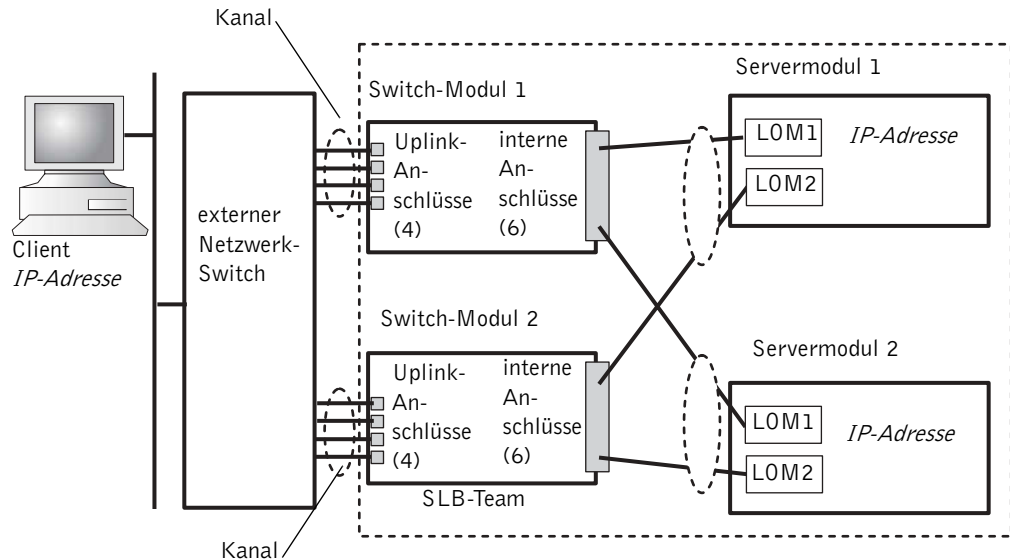 Kanal
Switch-Modul 1
Servermodul 1
Uplink-
An-
schlüsse
(4)
interne
An-
schlüsse
(6)
LOM1
IP-Adresse
LOM2
externer
Netzwerk-
Switch
Client
IP-Adresse
Switch-Modul 2
Servermodul 2
Uplink-
An-
schlüsse
(4)
interne
An-
schlüsse
(6)
LOM1
IP-Adresse
LOM2
SLB-Team
Kanal